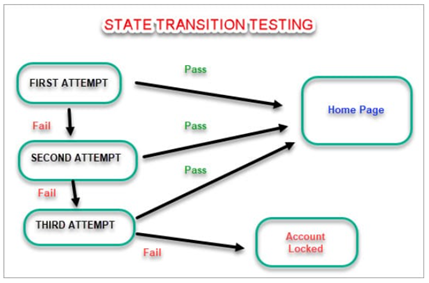 STATE TRANSITION TESTING
Pass
FIRST ATTEMPT
Home Page
Fail
Pass
SECOND ATTEMPT
Pass
Fail
THIRD ATTEMPT
Account
Locked
Fail